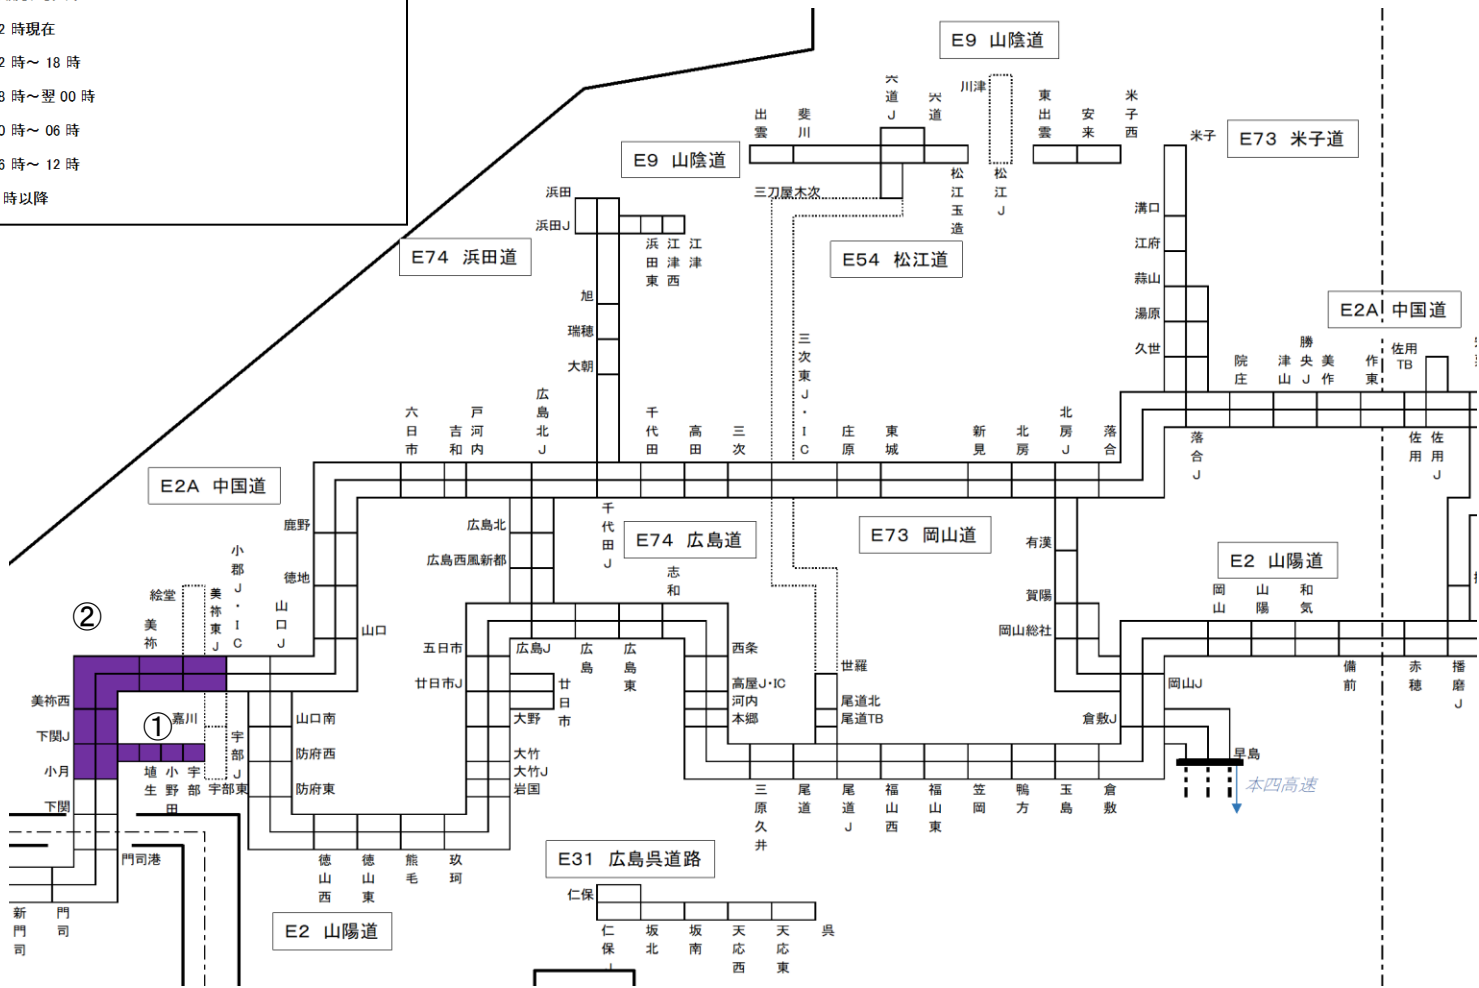 2 時現在
2 時～ 18 時
8 時～翌 00 時
0 時～ 06 時
6 時～ 12 時
時以降
E9 山陰道
川津
宍道J
宍道
東出雲
安来
米子西
出雲
斐川
米子
E73 米子道
E9 山陰道
三刀屋木次
松江玉造
松江J
浜田
浜田J
浜田東
江津西
江津
E74 浜田道
E54 松江道
溝口
江府
蒜山
湯原
久世
E2A 中国道
旭
瑞穂
大朝
三次東J・IC
院庄
津山
勝央J
美作
作東
佐用TB
六日市
吉和
戸河内
広島北J
千代田
高田
三次
庄原
東城
新見
北房
北房J
落合
落合J
佐用
佐用J
E2A 中国道
鹿野
広島北
千代田J
E74 広島道
E73 岡山道
有漢
E2 山陽道
広島西風新都
小郡J・IC
徳地
絵堂
美祢
美祢東J
山口J
山口
志和
賀陽
岡山総社
岡山
山陽
和気
②
五日市
広島J
広島
広島東
西条
世羅
備前
赤穂
播磨J
美祢西
廿日市J
廿日市
高屋J・IC
河内
本郷
尾道北
尾道TB
岡山J
倉敷J
下関J
①
嘉川
山口南
大野
小月
埴生
小野田
宇部
宇部J
宇部東
防府西
防府東
大竹
大竹J
岩国
早島
本四高速
下関
三原久井
尾道
尾道J
福山西
福山東
笠岡
鴨方
玉島
倉敷
門司港
徳山西
徳山東
熊毛
玖珂
E31 広島呉道路
仁保
新門司
門司
E2 山陽道
仁保J
坂北
坂南
天応西
天応東
呉